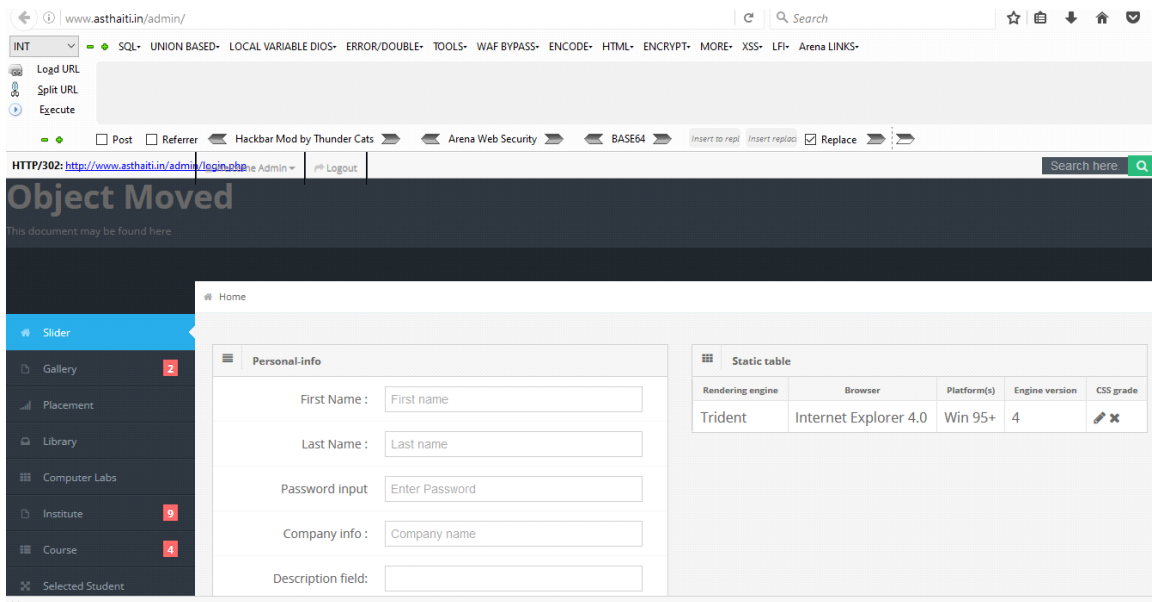 www.asthaiti.in/admin/
Search
INT SQL UNION BASED LOCAL VARIABLE DIOS ERROR/DOUBLE TOOLS WAF BYPASS ENCODE HTML ENCRYPT MORE XSS LFI Arena LINKS
Load URL
Split URL
Execute
Post Referrer Hackbar Mod by Thunder Cats Arena Web Security BASE64 Insert to repl Insert replac Replace
HTTP/302: http://www.asthaiti.in/admin/login.php Admin Logout Search here
Object Moved
This document may be found here
Home
Slider
Gallery 2
Placement
Library
Computer Labs
Institute 9
Course 4
Selected Student
Personal-info
First Name : First name
Last Name : Last name
Password input Enter Password
Company info : Company name
Description field:
Static table
Rendering engine Browser Platform(s) Engine version CSS grade
Trident Internet Explorer 4.0 Win 95+ 4